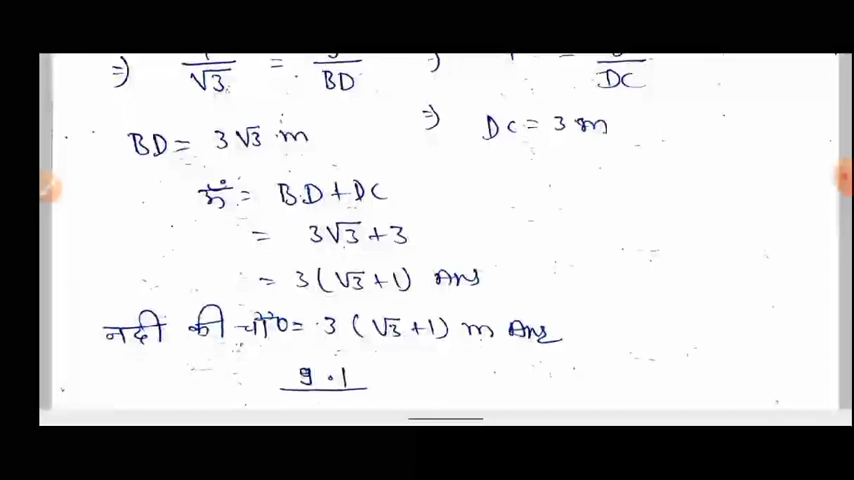 ⇒ 1/√3 = 3/BD ⇒ 1 = 3/DC
BD = 3√3 m ⇒ DC = 3 m
= BD + DC
= 3√3 + 3
= 3(√3 + 1) Ans
नदी की चौ० = 3 (√3 + 1) m Ans
9.1